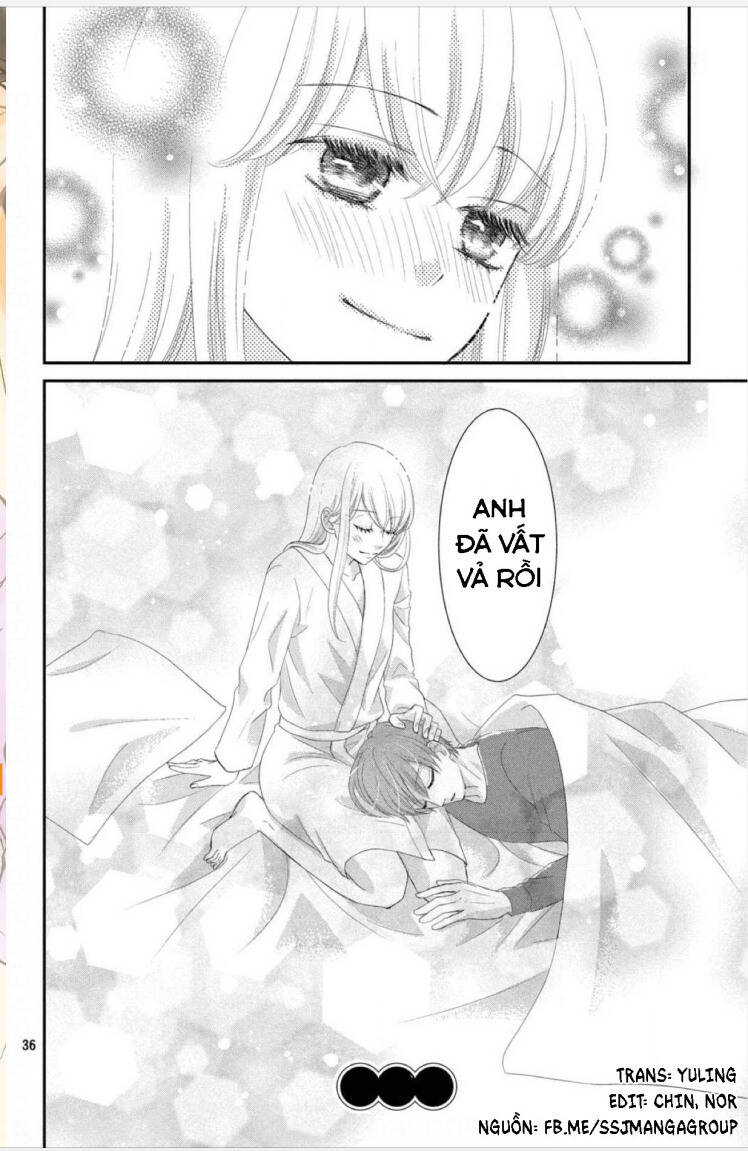 ANH
ĐÃ VẤT
VẢ RỒI
36
TRANS: YULING
EDIT: CHIN, NOR
NGUỒN: FB.ME/SSJMANGAGROUP